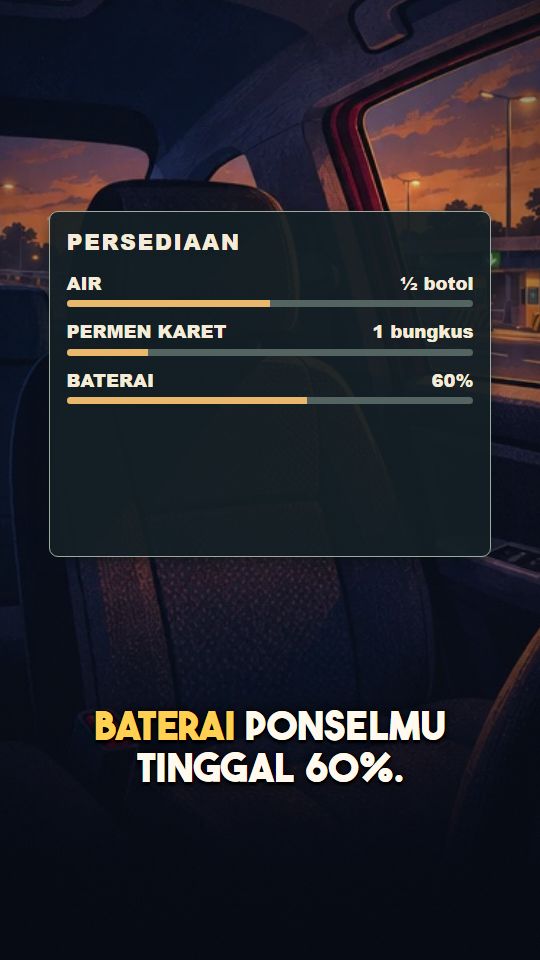 PERSEDIAAN
AIR ½ botol
PERMEN KARET 1 bungkus
BATERAI 60%
BATERAI PONSELMU
TINGGAL 60%.